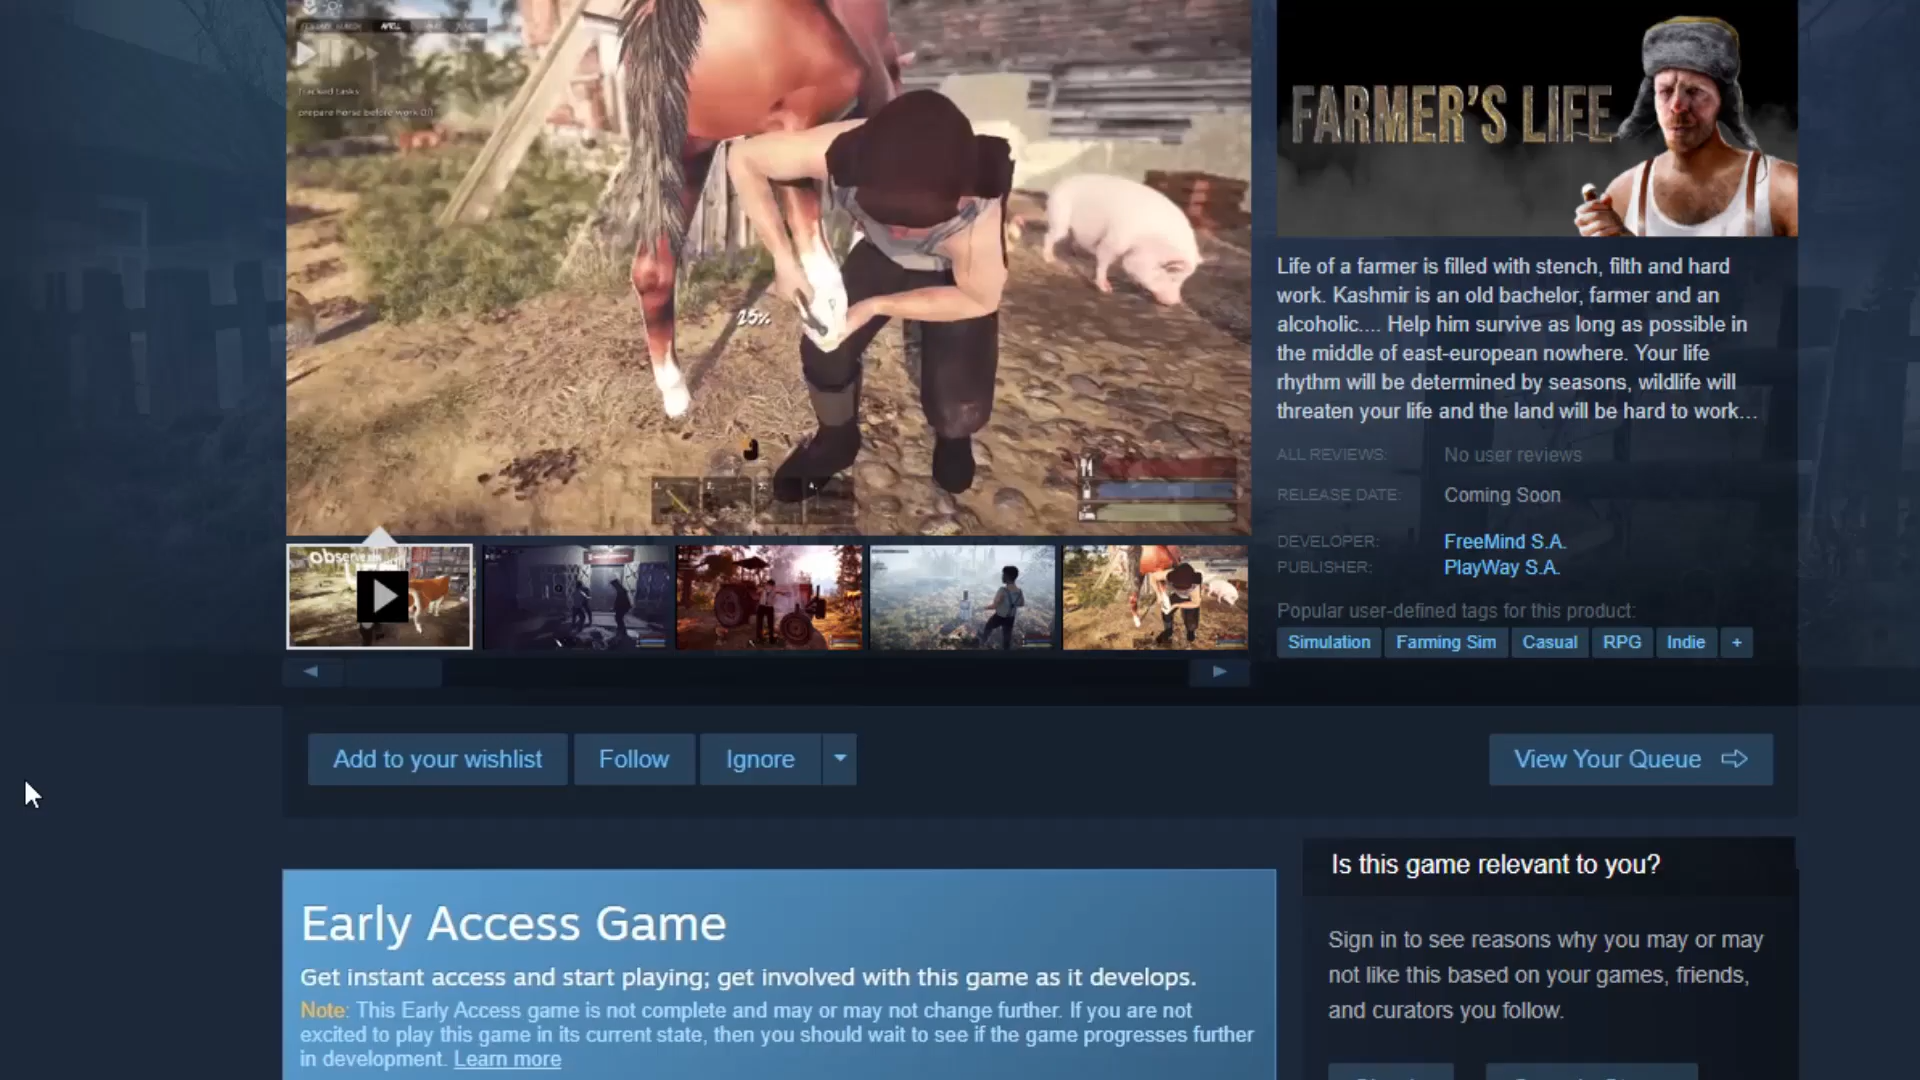 APRIL
Tracked tasks
prepare horse before work 0/1
25%
FARMER'S LIFE
Life of a farmer is filled with stench, filth and hard
work. Kashmir is an old bachelor, farmer and an
alcoholic.... Help him survive as long as possible in
the middle of east-european nowhere. Your life
rhythm will be determined by seasons, wildlife will
threaten your life and the land will be hard to work...
ALL REVIEWS: No user reviews
RELEASE DATE: Coming Soon
DEVELOPER: FreeMind S.A.
PUBLISHER: PlayWay S.A.
Popular user-defined tags for this product:
Simulation Farming Sim Casual RPG Indie +
Add to your wishlist Follow Ignore View Your Queue
Early Access Game
Get instant access and start playing; get involved with this game as it develops.
Note: This Early Access game is not complete and may or may not change further. If you are not
excited to play this game in its current state, then you should wait to see if the game progresses further
in development. Learn more
Is this game relevant to you?
Sign in to see reasons why you may or may
not like this based on your games, friends,
and curators you follow.